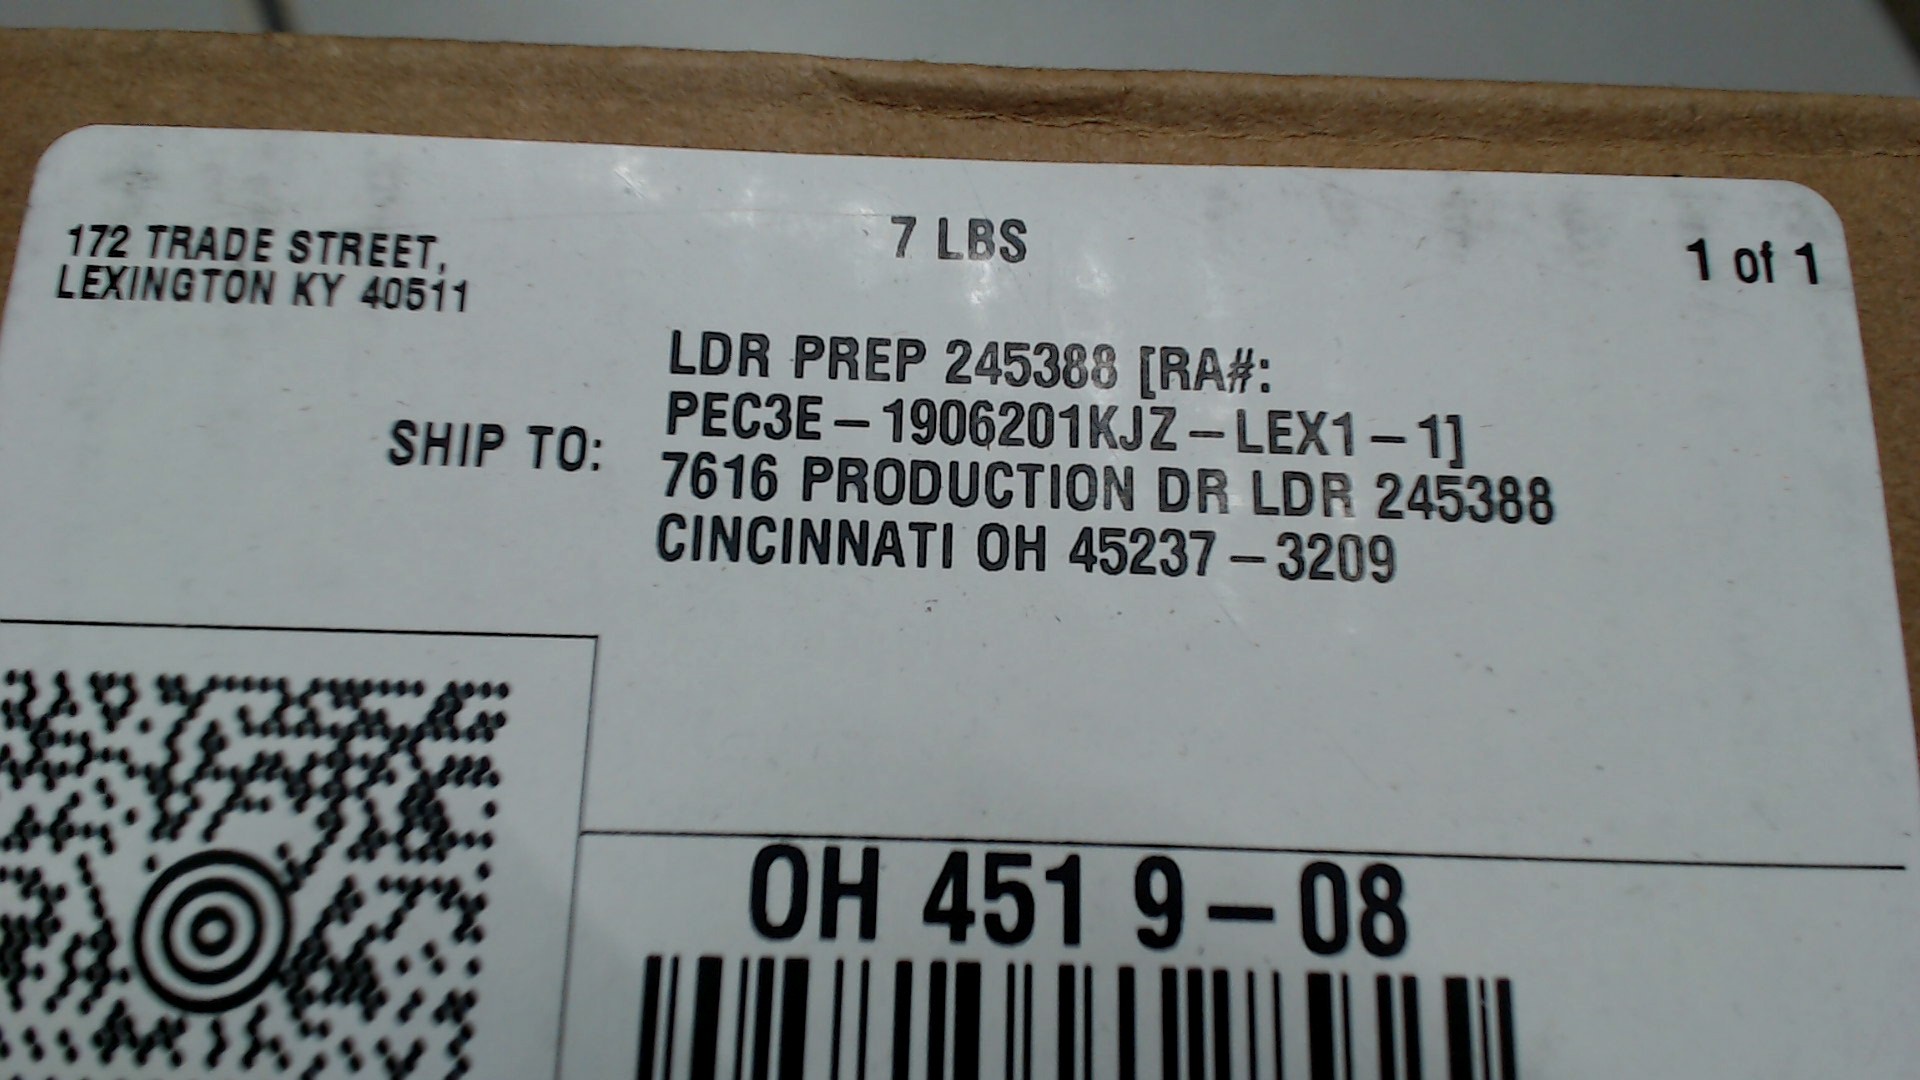 172 TRADE STREET,
LEXINGTON KY 40511
7 LBS
1 of 1
SHIP TO:
LDR PREP 245388 [RA#:
PEC3E-1906201KJZ-LEX1-1]
7616 PRODUCTION DR LDR 245388
CINCINNATI OH 45237-3209
OH 451 9-08